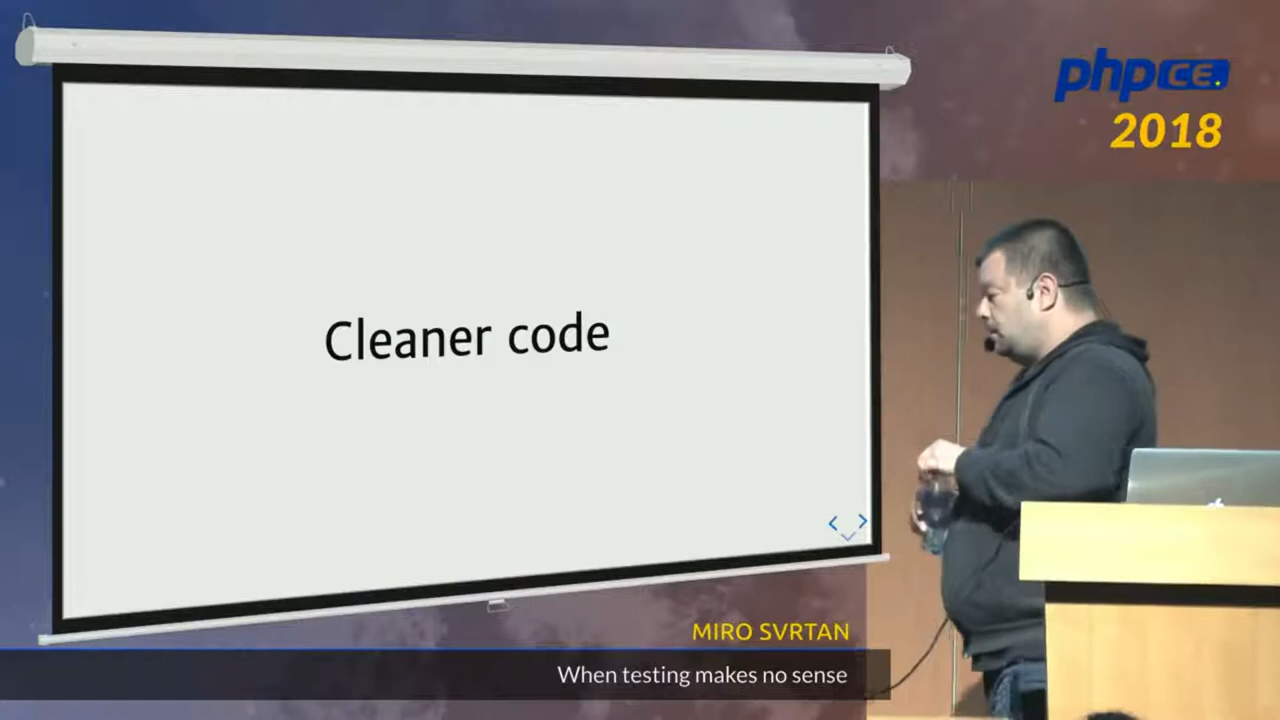 phpCE.
2018
Cleaner code
MIRO SVRTAN
When testing makes no sense